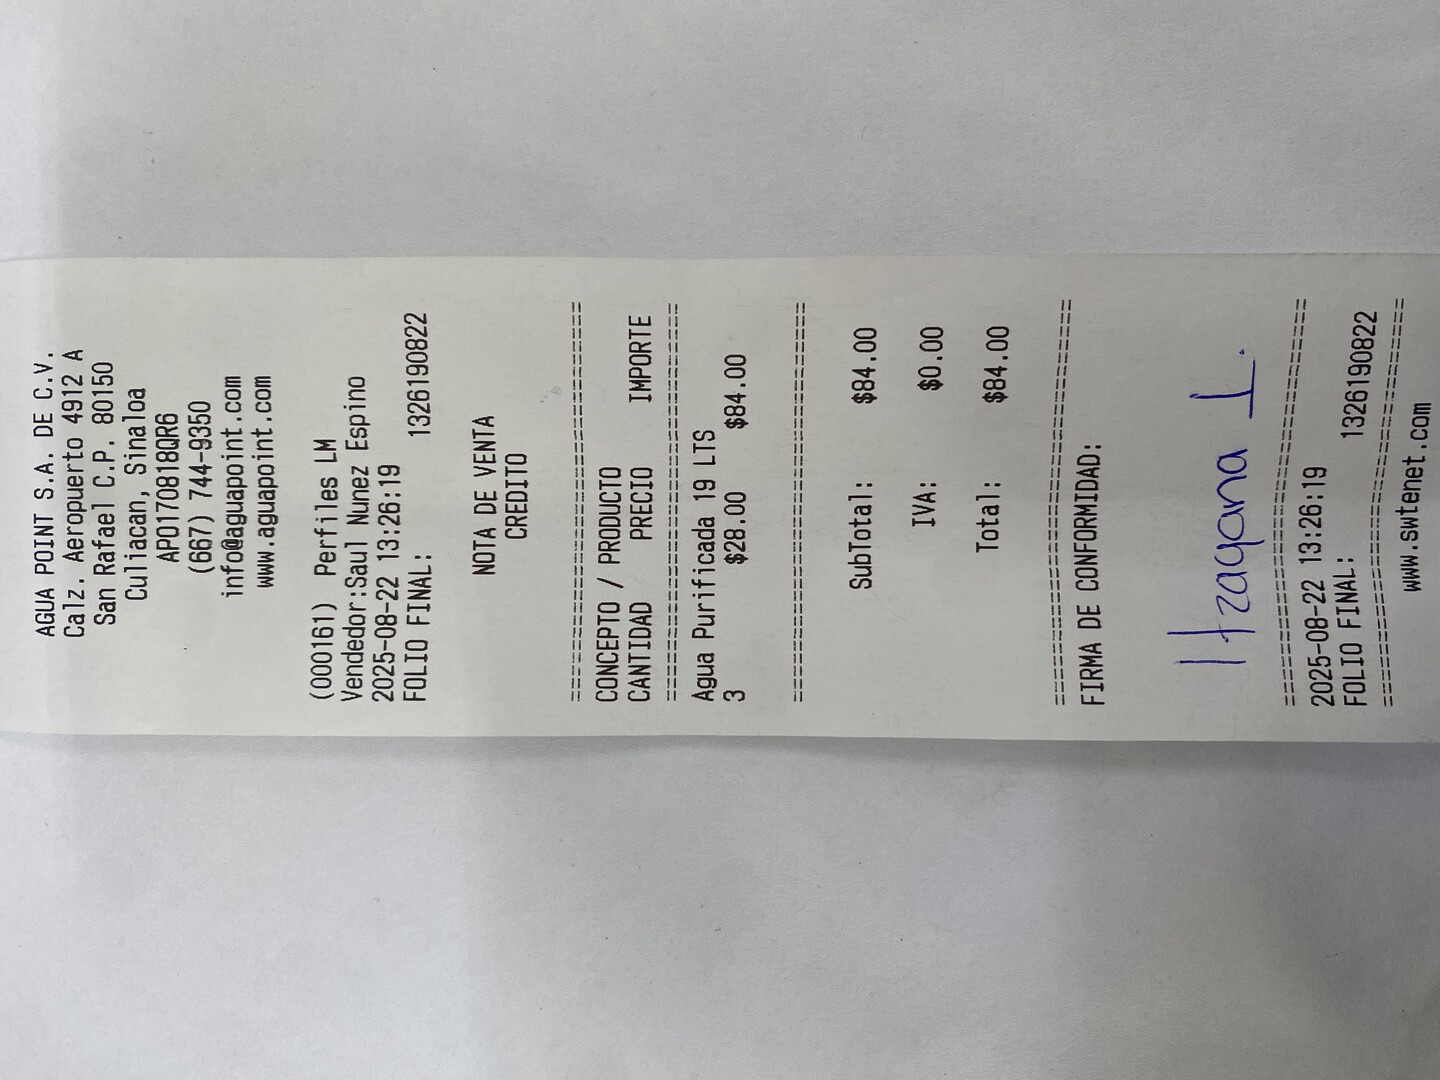 AGUA POINT S.A. DE C.V.
Calz. Aeropuerto 4912 A
San Rafael C.P. 80150
Culiacan, Sinaloa
APO170818QR6
(667) 744-9350
info@aguapoint.com
www.aguapoint.com
(000161) Perfiles LM
Vendedor:Saul Nunez Espino
2025-08-22 13:26:19
FOLIO FINAL: 1326190822
NOTA DE VENTA
CREDITO
========================================
CONCEPTO / PRODUCTO
CANTIDAD PRECIO IMPORTE
========================================
Agua Purificada 19 LTS
3 $28.00 $84.00
========================================
SubTotal: $84.00
IVA: $0.00
Total: $84.00
========================================
FIRMA DE CONFORMIDAD:
Itzayana I.
========================================
2025-08-22 13:26:19
FOLIO FINAL: 1326190822
========================================
www.swtenet.com